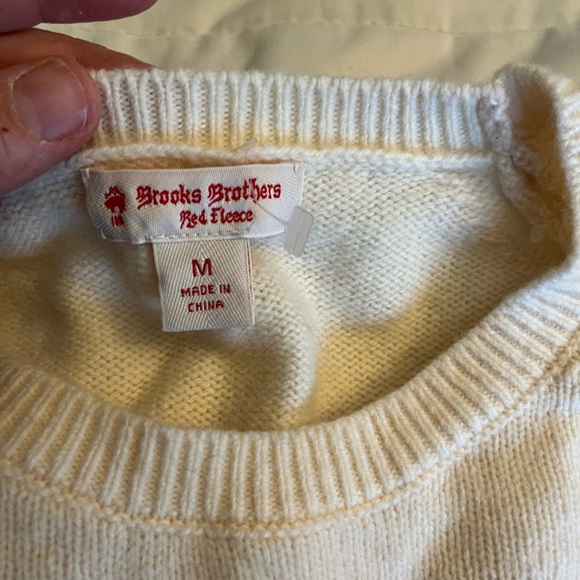 Brooks Brothers
Red Fleece
M
MADE IN
CHINA